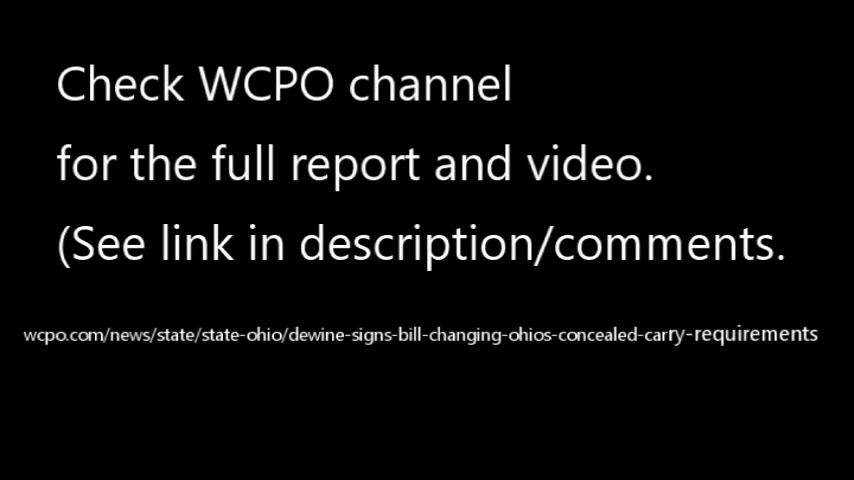 Check WCPO channel
for the full report and video.
(See link in description/comments.
wcpo.com/news/state/state-ohio/dewine-signs-bill-changing-ohios-concealed-carry-requirements